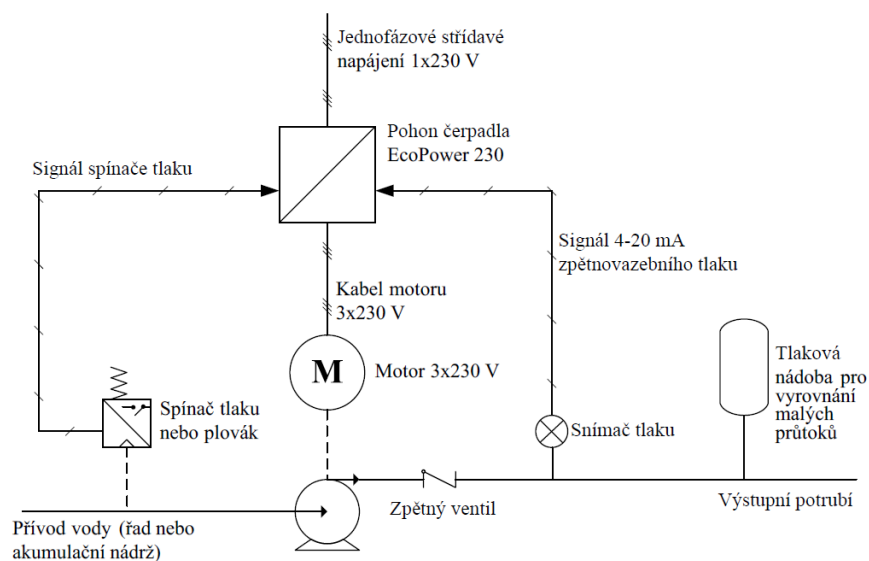 Jednofázové střídavé
napájení 1x230 V
Pohon čerpadla
EcoPower 230
Signál spínače tlaku
Signál 4-20 mA
zpětnovazebního tlaku
Kabel motoru
3x230 V
M
Motor 3x230 V
Tlaková
nádoba pro
vyrovnání
malých
průtoků
Spínač tlaku
nebo plovák
Snímač tlaku
Zpětný ventil
Výstupní potrubí
Přívod vody (řad nebo
akumulační nádrž)